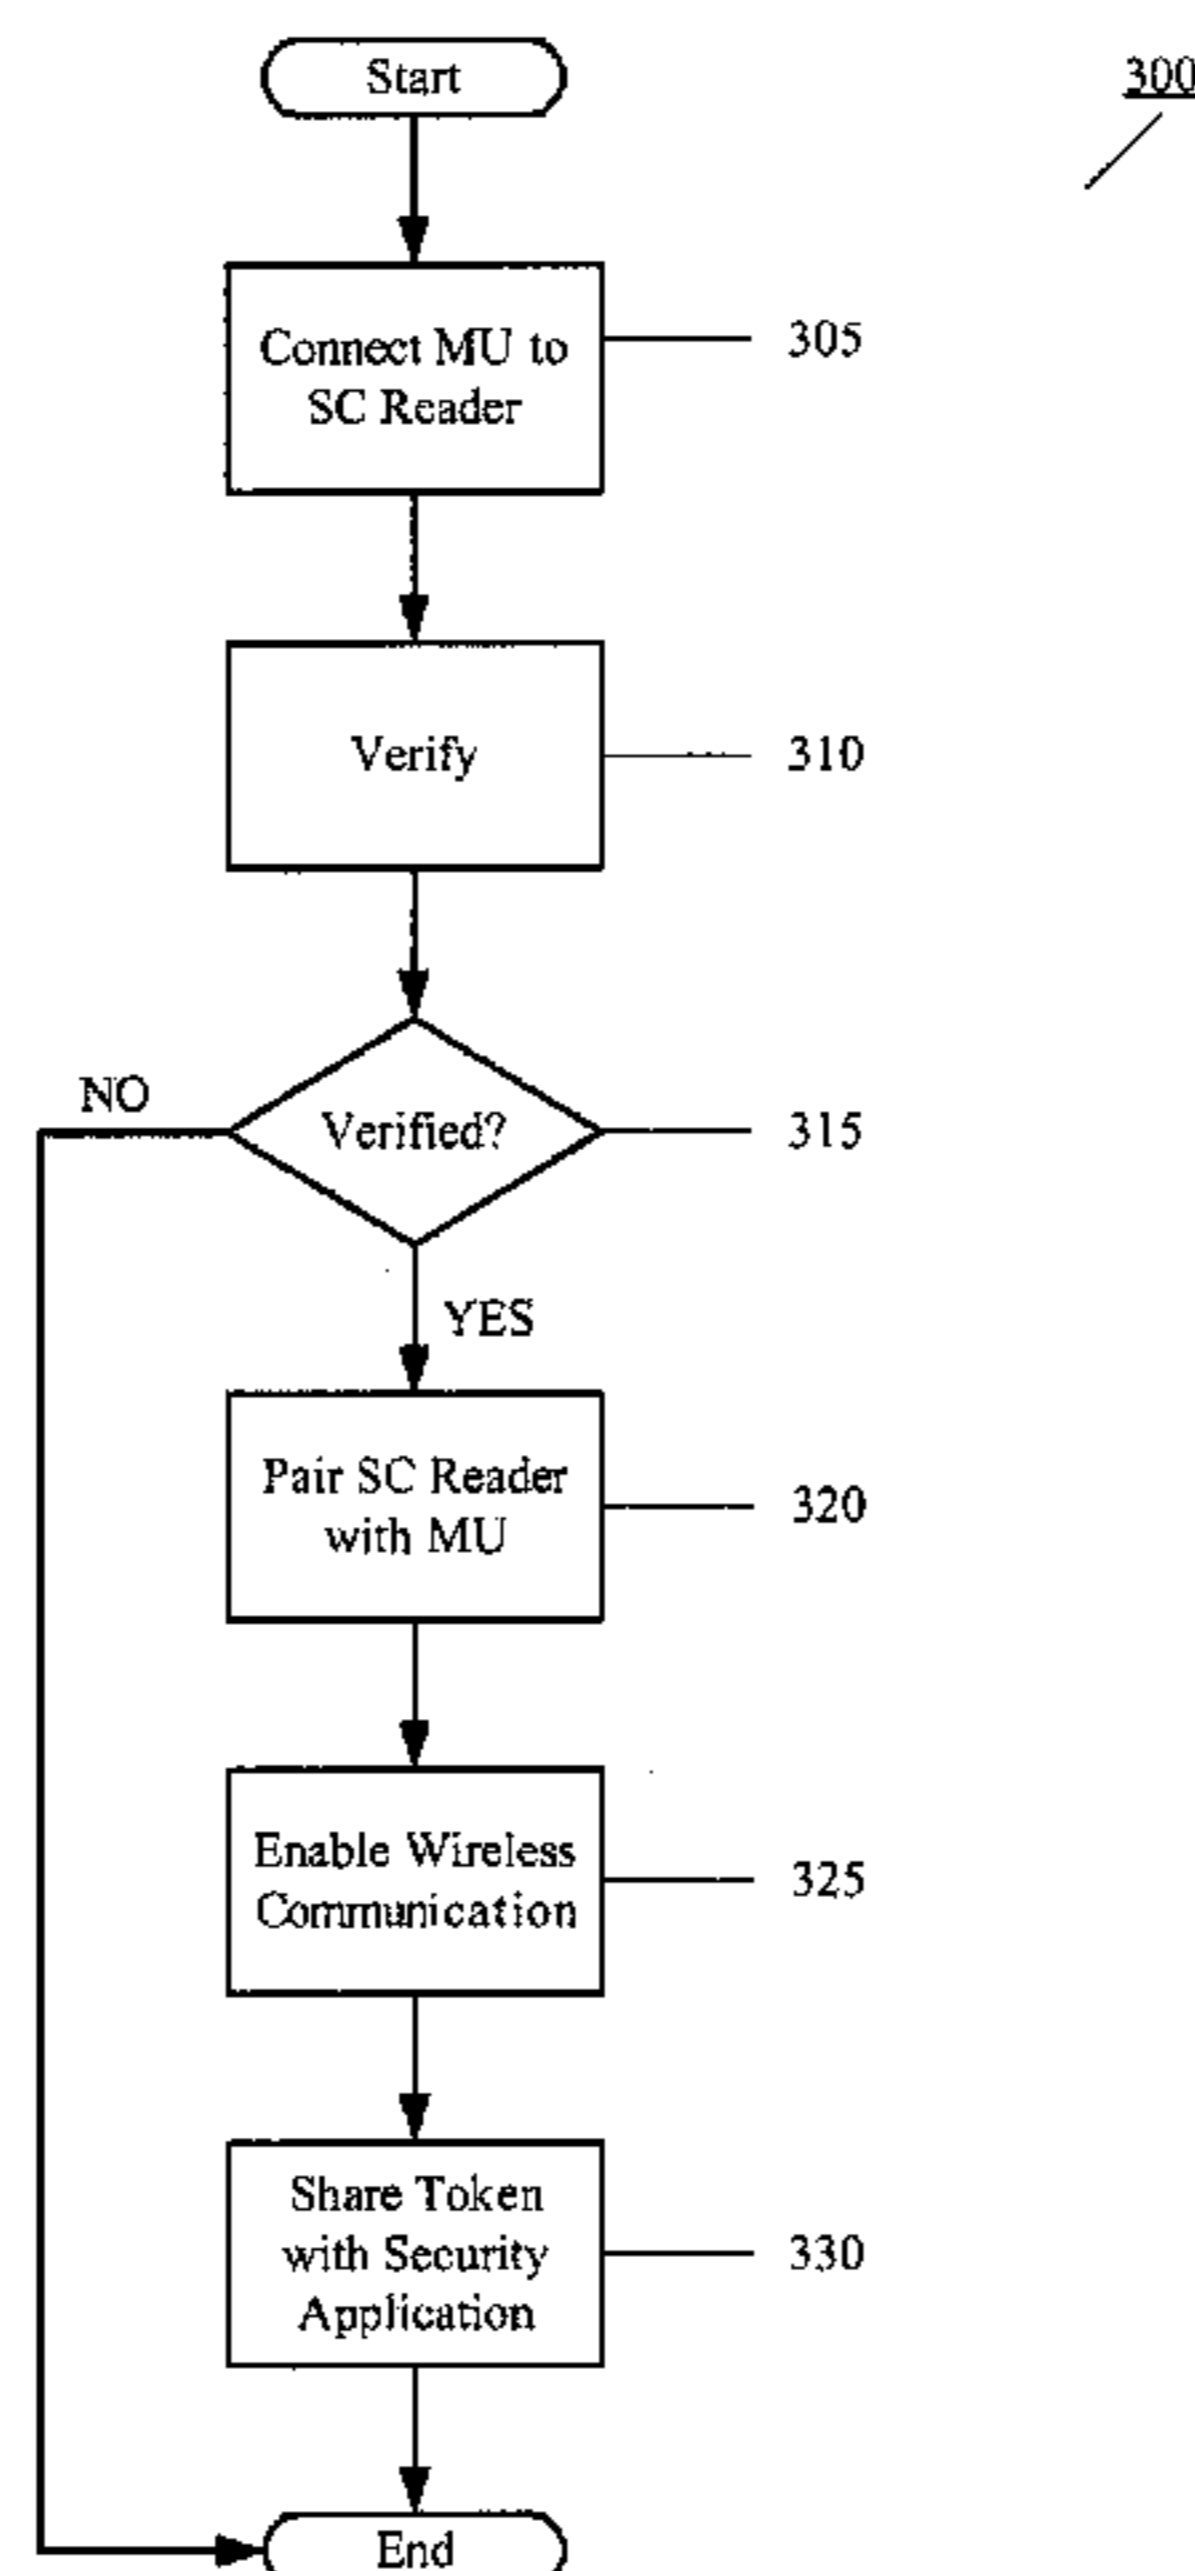 Start
300
Connect MU to
SC Reader
305
Verify
310
NO
Verified?
315
YES
Pair SC Reader
with MU
320
Enable Wireless
Communication
325
Share Token
with Security
Application
330
End